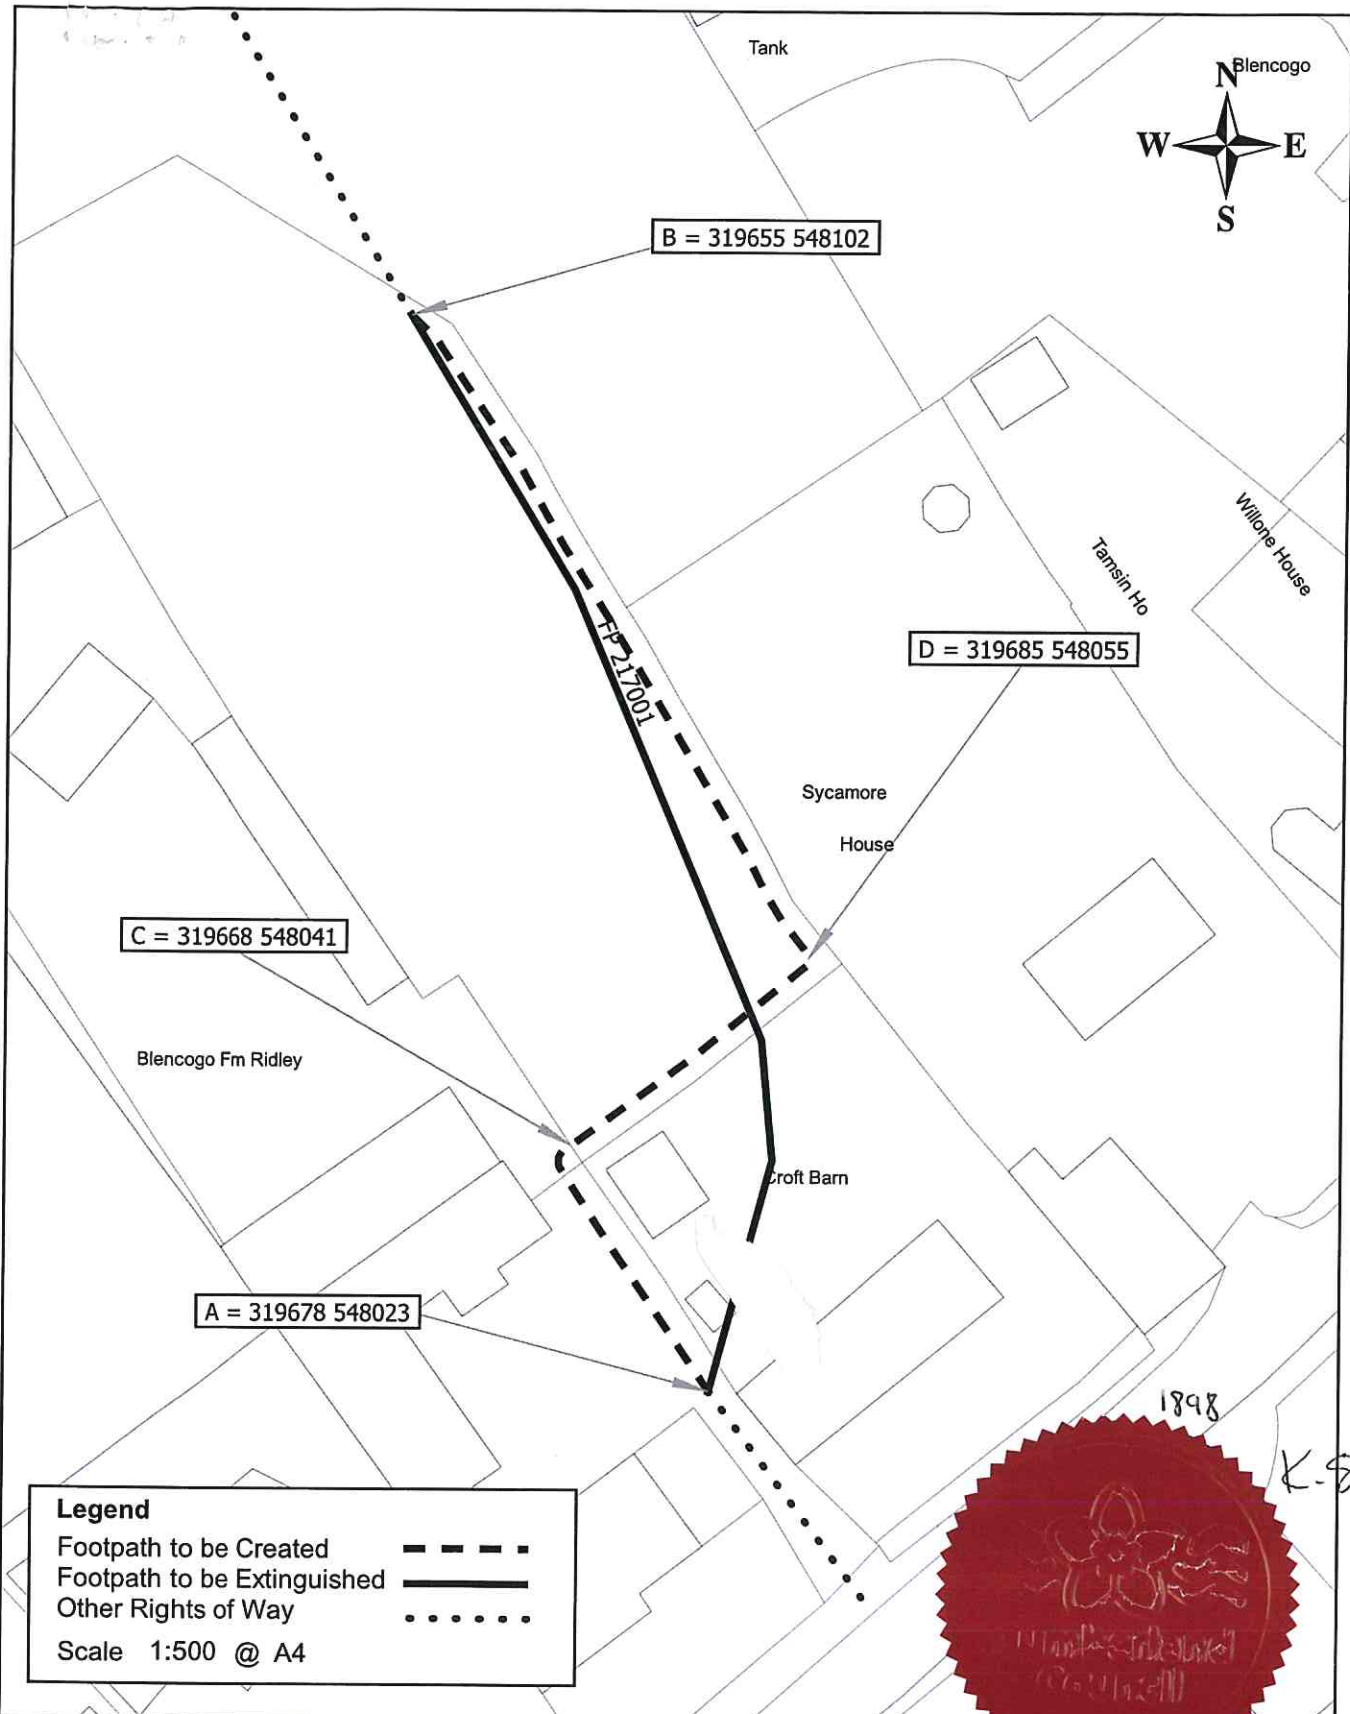 Tank
Blencogo
N
W E
S
B = 319655 548102
Willone House
Tamsin Ho
FP 217001
D = 319685 548055
Sycamore
House
C = 319668 548041
Blencogo Fm Ridley
Croft Barn
A = 319678 548023
1898
Legend
Footpath to be Created
Footpath to be Extinguished
Other Rights of Way
Scale 1:500 @ A4